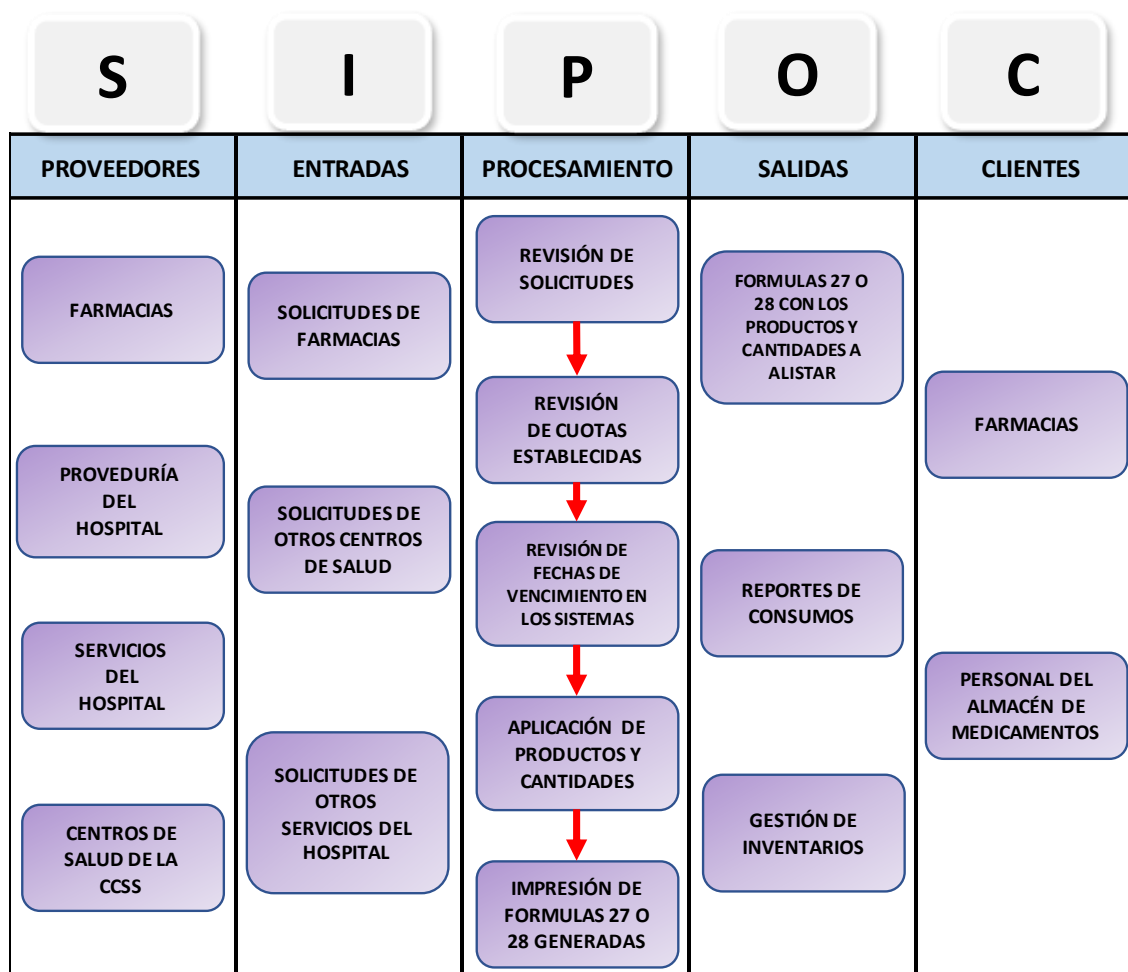 S
I
P
O
C
PROVEEDORES
ENTRADAS
PROCESAMIENTO
SALIDAS
CLIENTES
FARMACIAS
PROVEDURÍA
DEL
HOSPITAL
SERVICIOS
DEL
HOSPITAL
CENTROS DE
SALUD DE LA
CCSS
SOLICITUDES DE
FARMACIAS
SOLICITUDES DE
OTROS CENTROS
DE SALUD
SOLICITUDES DE
OTROS
SERVICIOS DEL
HOSPITAL
REVISIÓN DE
SOLICITUDES
REVISIÓN
DE CUOTAS
ESTABLECIDAS
REVISIÓN DE
FECHAS DE
VENCIMIENTO EN
LOS SISTEMAS
APLICACIÓN DE
PRODUCTOS Y
CANTIDADES
IMPRESIÓN DE
FORMULAS 27 O
28 GENERADAS
FORMULAS 27 O
28 CON LOS
PRODUCTOS Y
CANTIDADES A
ALISTAR
REPORTES DE
CONSUMOS
GESTIÓN DE
INVENTARIOS
FARMACIAS
PERSONAL DEL
ALMACÉN DE
MEDICAMENTOS